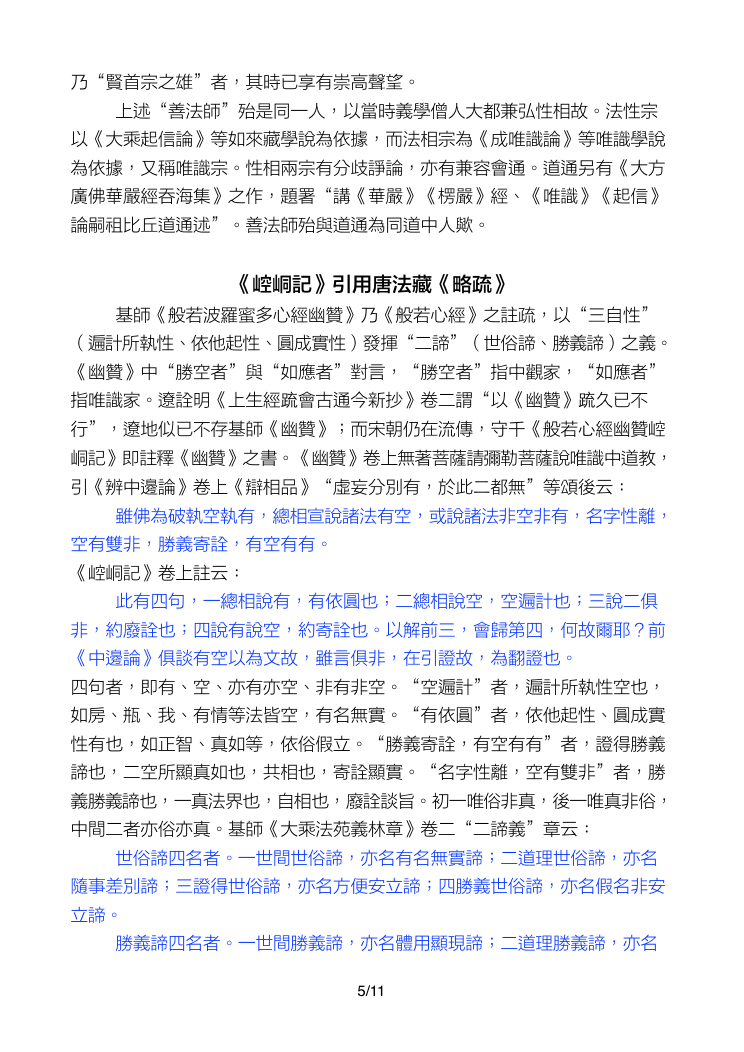 乃“賢首宗之雄”者，其時已享有崇高聲望。
上述“善法師”殆是同一人，以當時義學僧人大都兼弘性相故。法性宗
以《大乘起信論》等如來藏學說為依據，而法相宗為《成唯識論》等唯識學說
為依據，又稱唯識宗。性相兩宗有分歧諍論，亦有兼容會通。道通另有《大方
廣佛華嚴經吞海集》之作，題署“講《華嚴》《楞嚴》經、《唯識》《起信》
論嗣祖比丘道通述”。善法師殆與道通為同道中人歟。
《崆峒記》引用唐法藏《略疏》
基師《般若波羅蜜多心經幽贊》乃《般若心經》之註疏，以“三自性”
（遍計所執性、依他起性、圓成實性）發揮“二諦”（世俗諦、勝義諦）之義。
《幽贊》中“勝空者”與“如應者”對言，“勝空者”指中觀家，“如應者”
指唯識家。遼詮明《上生經疏會古通今新抄》卷二謂“以《幽贊》疏久已不
行”，遼地似已不存基師《幽贊》；而宋朝仍在流傳，守千《般若心經幽贊崆
峒記》即註釋《幽贊》之書。《幽贊》卷上無著菩薩請彌勒菩薩說唯識中道教，
引《辨中邊論》卷上《辯相品》“虛妄分別有，於此二都無”等頌後云：
雖佛為破執空執有，總相宣說諸法有空，或說諸法非空非有，名字性離，
空有雙非，勝義寄詮，有空有有。
《崆峒記》卷上註云：
此有四句，一總相說有，有依圓也；二總相說空，空遍計也；三說二俱
非，約廢詮也；四說有說空，約寄詮也。以解前三，會歸第四，何故爾耶？前
《中邊論》俱談有空以為文故，雖言俱非，在引證故，為翻證也。
四句者，即有、空、亦有亦空、非有非空。“空遍計”者，遍計所執性空也，
如房、瓶、我、有情等法皆空，有名無實。“有依圓”者，依他起性、圓成實
性有也，如正智、真如等，依俗假立。“勝義寄詮，有空有有”者，證得勝義
諦也，二空所顯真如也，共相也，寄詮顯實。“名字性離，空有雙非”者，勝
義勝義諦也，一真法界也，自相也，廢詮談旨。初一唯俗非真，後一唯真非俗，
中間二者亦俗亦真。基師《大乘法苑義林章》卷二“二諦義”章云：
世俗諦四名者。一世間世俗諦，亦名有名無實諦；二道理世俗諦，亦名
隨事差別諦；三證得世俗諦，亦名方便安立諦；四勝義世俗諦，亦名假名非安
立諦。
勝義諦四名者。一世間勝義諦，亦名體用顯現諦；二道理勝義諦，亦名
5/11